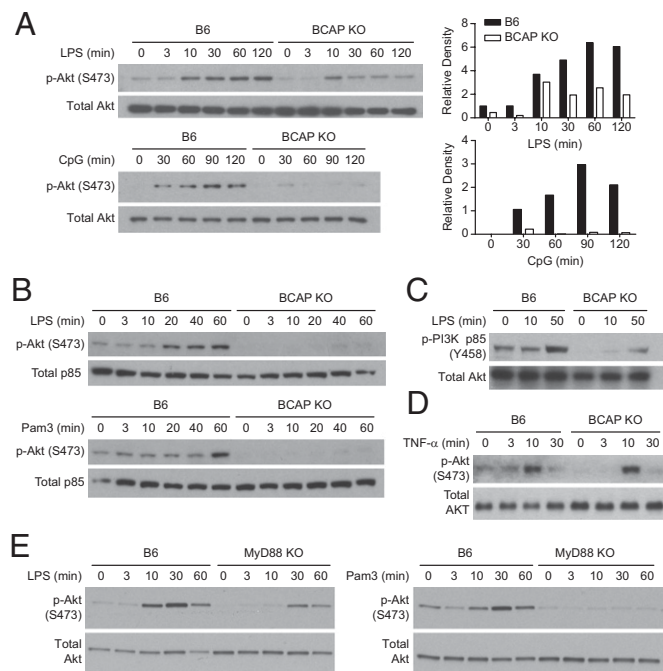 A
B6 BCAP KO
LPS (min) 0 3 10 30 60 120 0 3 10 30 60 120
p-Akt (S473)
Total Akt
B6 BCAP KO
CpG (min) 0 30 60 90 120 0 30 60 90 120
p-Akt (S473)
Total Akt
B6
BCAP KO
Relative Density
8
6
4
2
0
0 3 10 30 60 120
LPS (min)
Relative Density
4
3
2
1
0
0 30 60 90 120
CpG (min)
B
B6 BCAP KO
LPS (min) 0 3 10 20 40 60 0 3 10 20 40 60
p-Akt (S473)
Total p85
B6 BCAP KO
Pam3 (min) 0 3 10 20 40 60 0 3 10 20 40 60
p-Akt (S473)
Total p85
C
B6 BCAP KO
LPS (min) 0 10 50 0 10 50
p-PI3K p85
(Y458)
Total Akt
D
B6 BCAP KO
TNF-α (min) 0 3 10 30 0 3 10 30
p-Akt
(S473)
Total
AKT
E
B6 MyD88 KO
LPS (min) 0 3 10 30 60 0 3 10 30 60
p-Akt
(S473)
Total
Akt
B6 MyD88 KO
Pam3 (min) 0 3 10 30 60 0 3 10 30 60
p-Akt
(S473)
Total
Akt